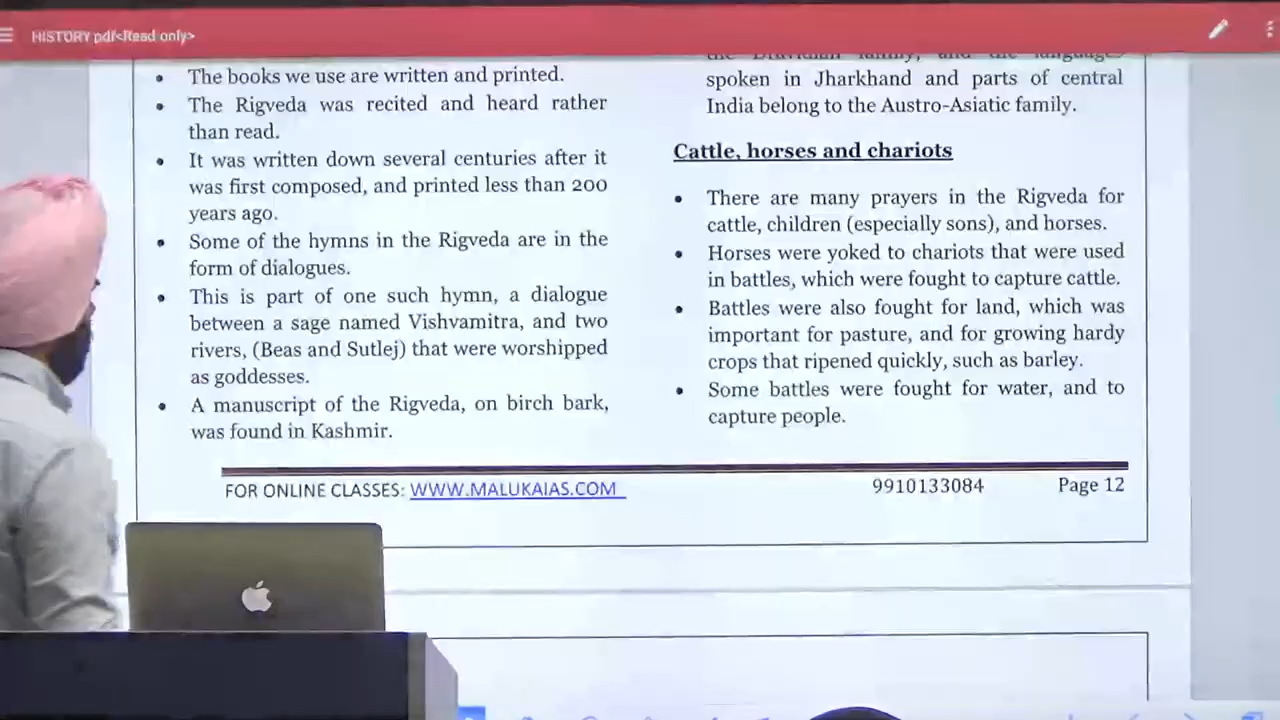 HISTORY pdf<Read only>
The books we use are written and printed.
The Rigveda was recited and heard rather
than read.
It was written down several centuries after it
was first composed, and printed less than 200
years ago.
Some of the hymns in the Rigveda are in the
form of dialogues.
This is part of one such hymn, a dialogue
between a sage named Vishvamitra, and two
rivers, (Beas and Sutlej) that were worshipped
as goddesses.
A manuscript of the Rigveda, on birch bark,
was found in Kashmir.
the Dravidian family, and the languages
spoken in Jharkhand and parts of central
India belong to the Austro-Asiatic family.
Cattle, horses and chariots
There are many prayers in the Rigveda for
cattle, children (especially sons), and horses.
Horses were yoked to chariots that were used
in battles, which were fought to capture cattle.
Battles were also fought for land, which was
important for pasture, and for growing hardy
crops that ripened quickly, such as barley.
Some battles were fought for water, and to
capture people.
FOR ONLINE CLASSES: WWW.MALUKAIAS.COM 9910133084 Page 12